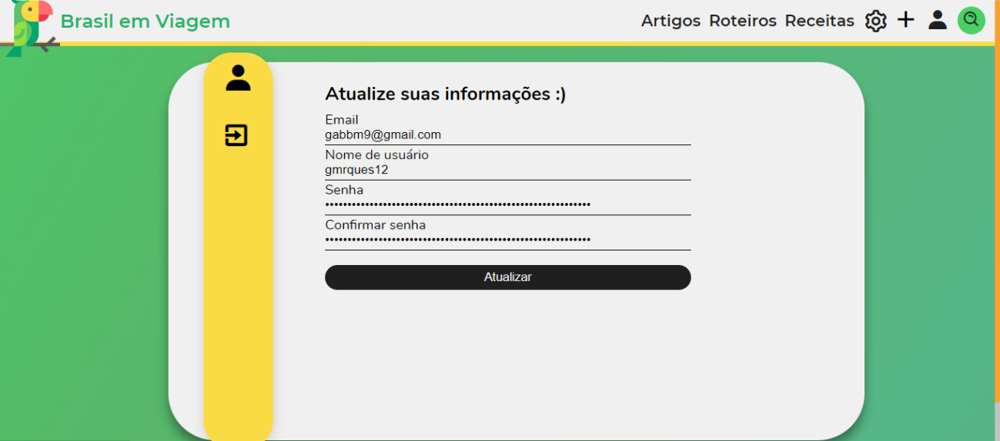 Brasil em Viagem
Artigos Roteiros Receitas
Atualize suas informações :)
Email
gabbm9@gmail.com
Nome de usuário
gmrques12
Senha
••••••••••••••••••••••••••••••••••••••••••••••••••••••••••••
Confirmar senha
••••••••••••••••••••••••••••••••••••••••••••••••••••••••••••
Atualizar